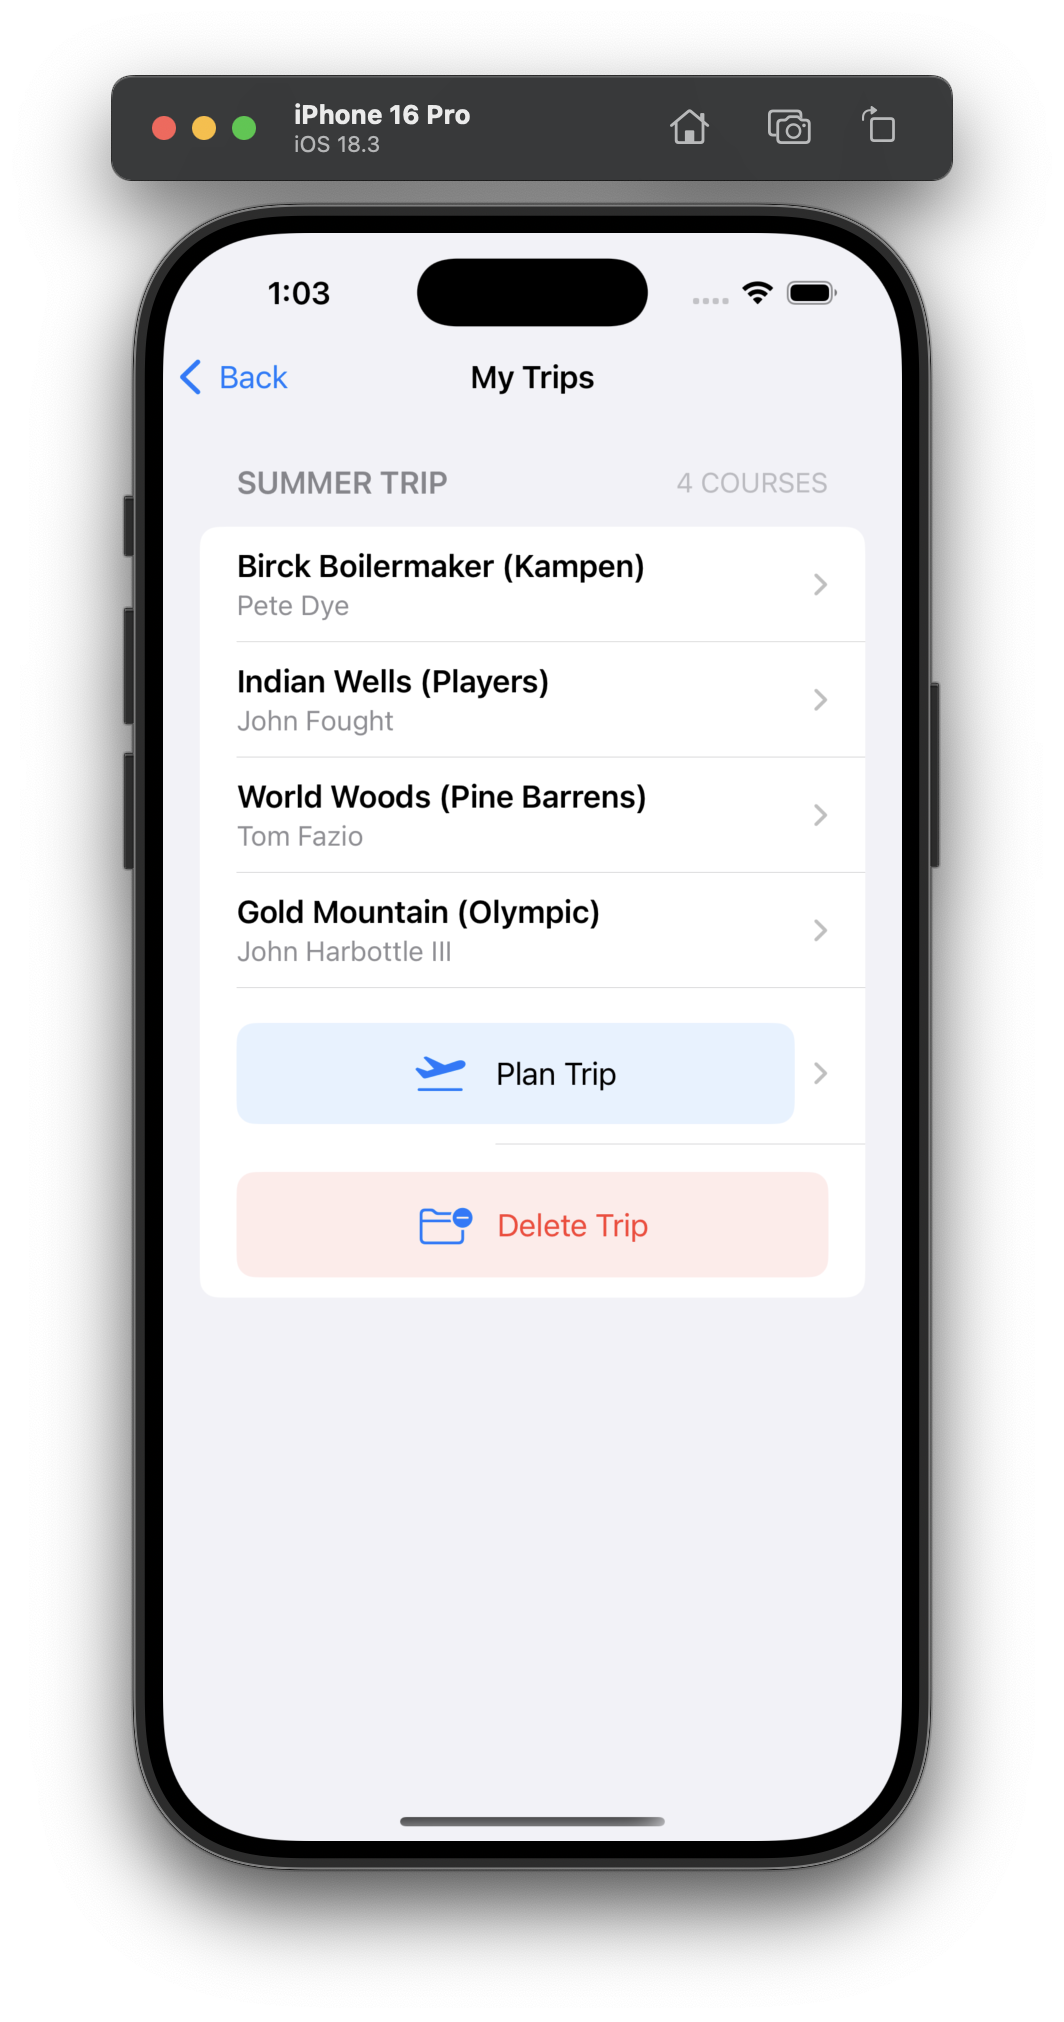 iPhone 16 Pro
iOS 18.3
1:03
Back
My Trips
SUMMER TRIP
4 COURSES
Birck Boilermaker (Kampen)
Pete Dye
Indian Wells (Players)
John Fought
World Woods (Pine Barrens)
Tom Fazio
Gold Mountain (Olympic)
John Harbottle III
Plan Trip
Delete Trip